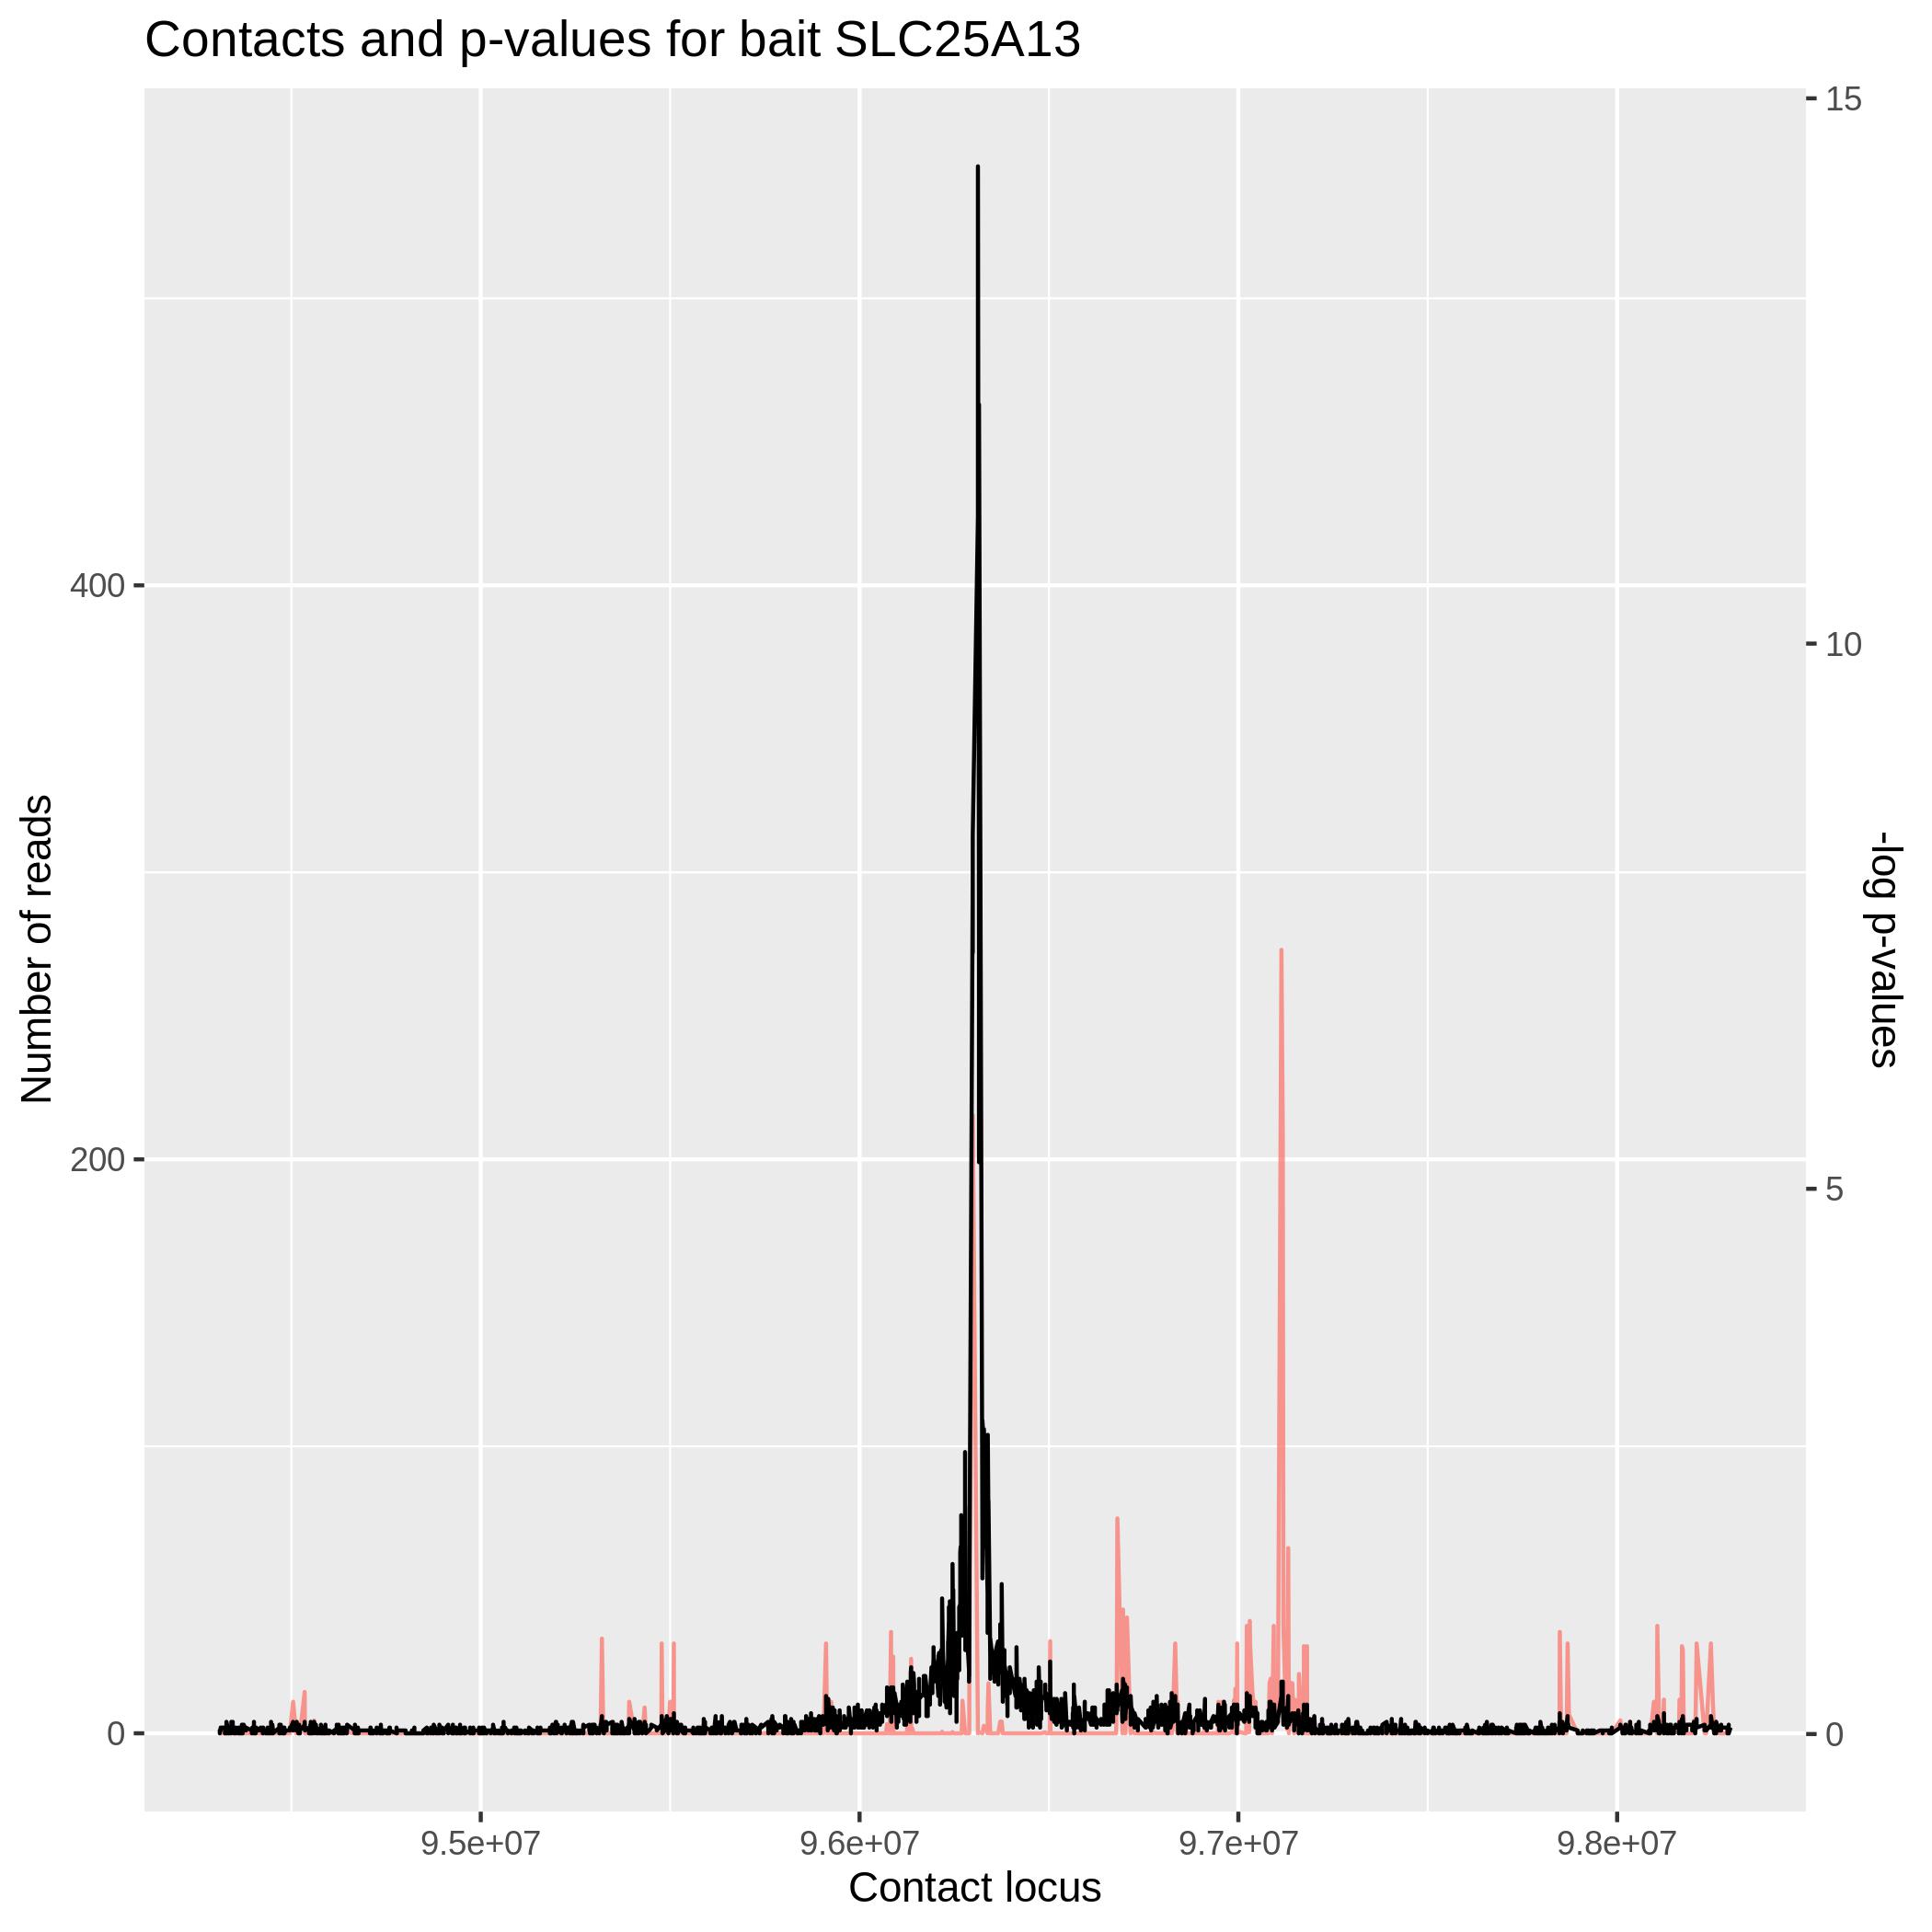 Contacts and p-values for bait SLC25A13
15
400
10
Number of reads
-log p-values
200
5
0
0
9.5e+07
9.6e+07
9.7e+07
9.8e+07
Contact locus